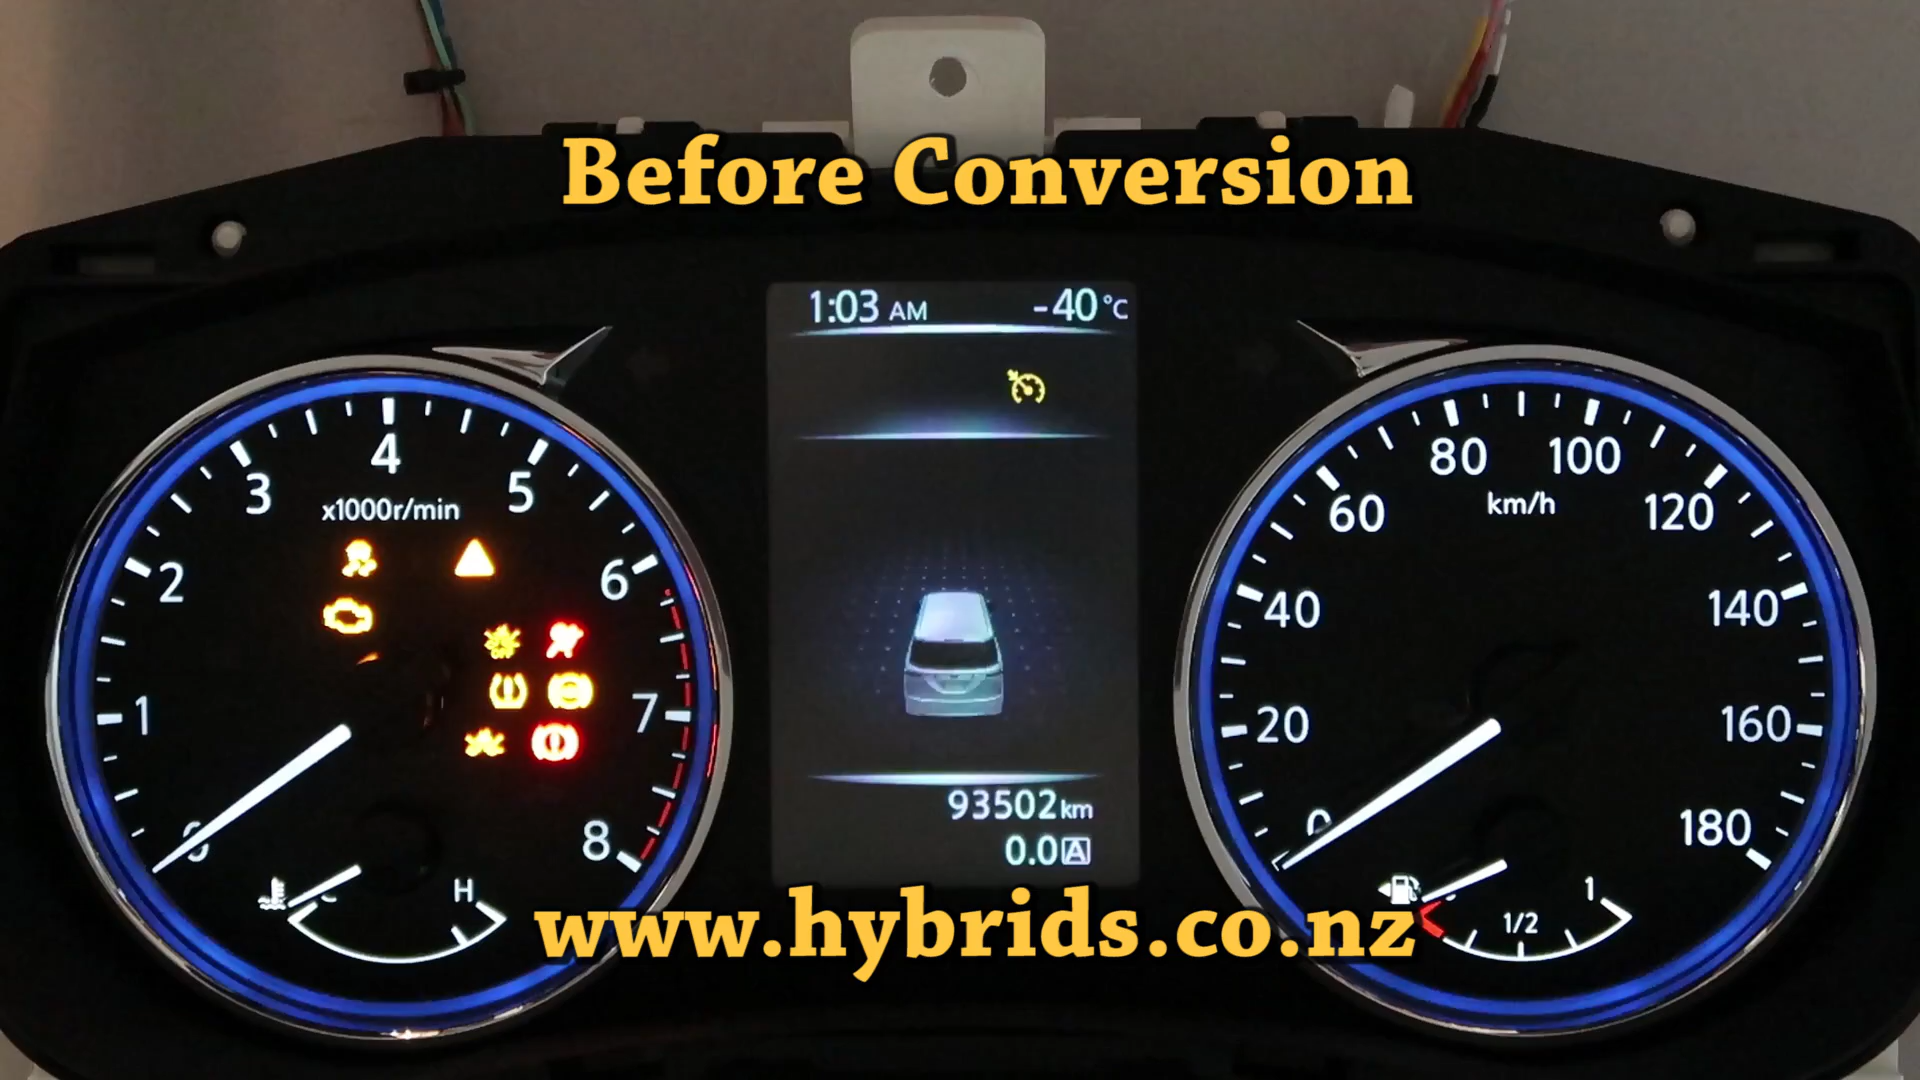 Before Conversion
1:03 AM -40°C
x1000r/min
0 1 2 3 4 5 6 7 8
H
93502km
0.0 A
km/h
0 20 40 60 80 100 120 140 160 180
1/2 1
www.hybrids.co.nz